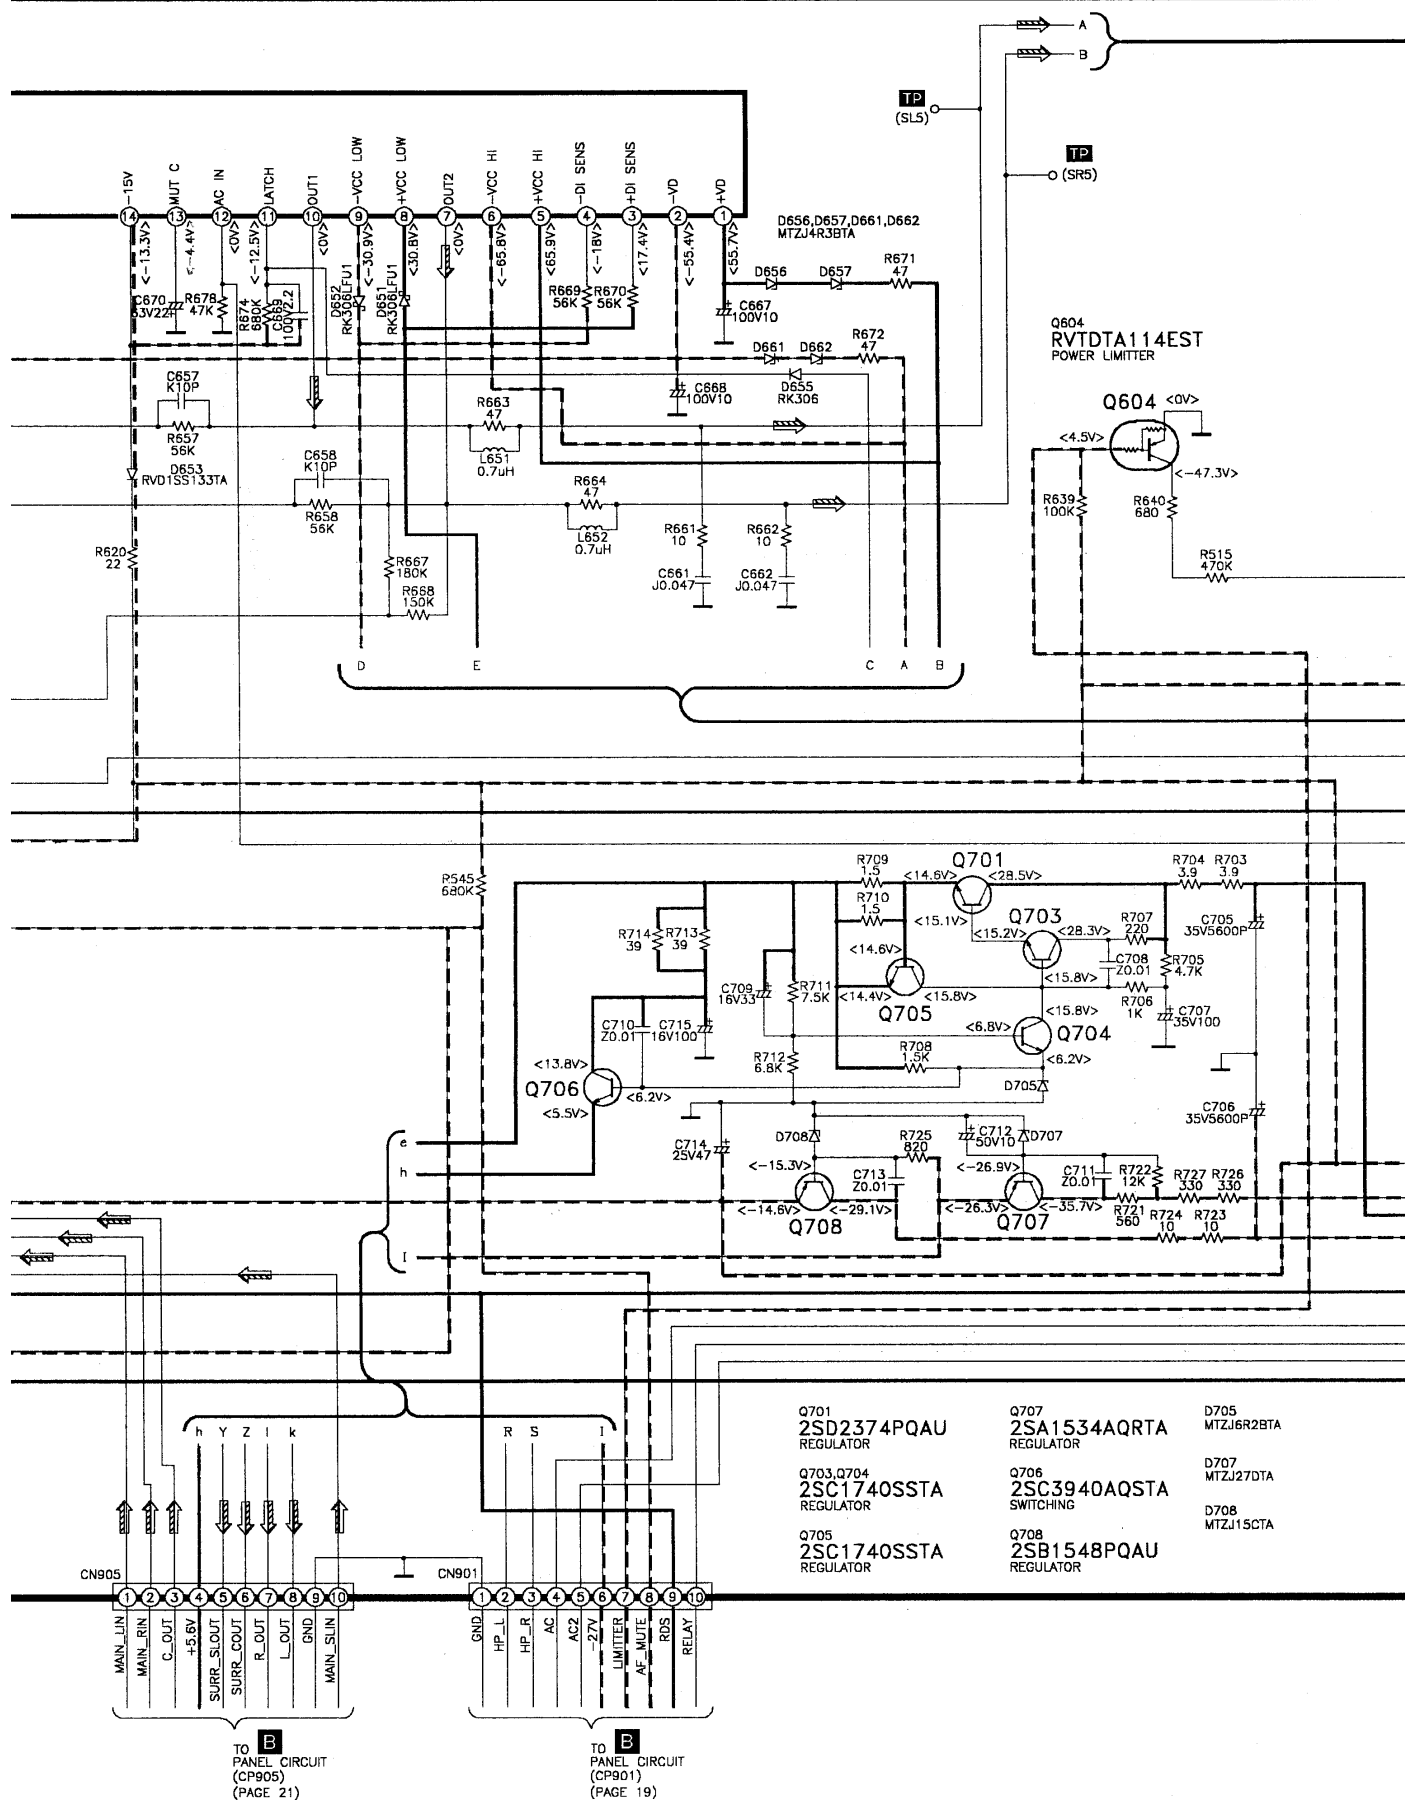 A
B
TP
(SL5)
TP
(SR5)
-15V
MUT C
AC IN
LATCH
OUT1
-VCC LOW
+VCC LOW
OUT2
-VCC HI
+VCC HI
-DI SENS
+DI SENS
-VD
+VD
14 13 12 11 10 9 8 7 6 5 4 3 2 1
<-13.3V>
<-4.4V>
<0V>
<-12.5V>
<0V>
<-30.9V>
<30.8V>
<0V>
<-65.8V>
<65.9V>
<-18V>
<17.4V>
<-55.4V>
<55.7V>
D656,D657,D661,D662
MTZJ4R3BTA
C670
63V22
R678
47K
R674
680K
C669
100V2.2
D652
RK306LFU1
D651
RK306LFU1
R669
56K
R670
56K
C667
100V10
D656
D657
R671
47
D661
D662
R672
47
Q604
RVTDTA114EST
POWER LIMITTER
C657
K10P
R657
56K
D653
RVD1SS133TA
R663
47
L651
0.7uH
C668
100V10
D655
RK306
Q604
<0V>
<4.5V>
<-47.3V>
C658
K10P
R658
56K
R664
47
L652
0.7uH
R661
10
R662
10
R639
100K
R640
680
R620
22
R667
180K
R668
150K
C661
J0.047
C662
J0.047
R515
470K
D
E
C
A
B
R545
680K
R709
1.5
R710
1.5
Q701
<14.6V>
<28.5V>
<15.1V>
R704
3.9
R703
3.9
Q703
<15.2V>
<28.3V>
R707
220
C705
35V5600P
R714
39
R713
39
<14.6V>
<15.8V>
C708
Z0.01
R705
4.7K
C709
16V33
R711
7.5K
<14.4V>
<15.8V>
Q705
<15.8V>
R706
1K
C707
35V100
C710
Z0.01
C715
16V100
<6.8V>
Q704
R712
6.8K
R708
1.5K
<6.2V>
<13.8V>
Q706
<6.2V>
<5.5V>
D705
C706
35V5600P
e
h
I
C714
25V47
D708
R725
820
C712
50V10
D707
<-15.3V>
C713
Z0.01
<-26.9V>
C711
Z0.01
R722
12K
R727
330
R726
330
<-14.6V>
<-29.1V>
Q708
<-26.3V>
<-35.7V>
Q707
R721
560
R724
10
R723
10
h Y Z l k
R S
I
Q701
2SD2374PQAU
REGULATOR
Q707
2SA1534AQRTA
REGULATOR
D705
MTZJ6R2BTA
Q703,Q704
2SC1740SSTA
REGULATOR
Q706
2SC3940AQSTA
SWITCHING
D707
MTZJ27DTA
Q705
2SC1740SSTA
REGULATOR
Q708
2SB1548PQAU
REGULATOR
D708
MTZJ15CTA
CN905
1 2 3 4 5 6 7 8 9 10
CN901
1 2 3 4 5 6 7 8 9 10
MAIN_LIN
MAIN_RIN
C_OUT
+5.6V
SURR_SLOUT
SURR_COUT
R_OUT
L_OUT
GND
MAIN_SLIN
GND
HP_L
HP_R
AC
AC2
-27V
LIMITTER
AF_MUTE
RDS
RELAY
TO B
PANEL CIRCUIT
(CP905)
(PAGE 21)
TO B
PANEL CIRCUIT
(CP901)
(PAGE 19)